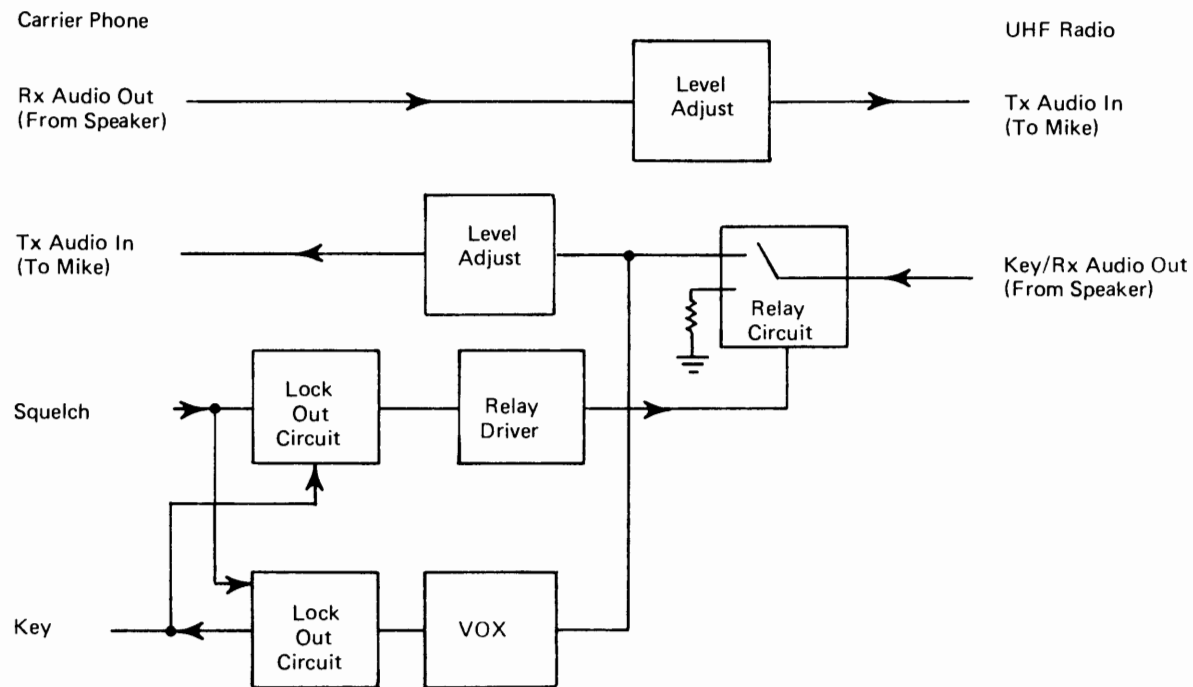 Carrier Phone
UHF Radio
Rx Audio Out
(From Speaker)
Level
Adjust
Tx Audio In
(To Mike)
Tx Audio In
(To Mike)
Level
Adjust
Key/Rx Audio Out
(From Speaker)
Relay
Circuit
Squelch
Lock
Out
Circuit
Relay
Driver
Key
Lock
Out
Circuit
VOX